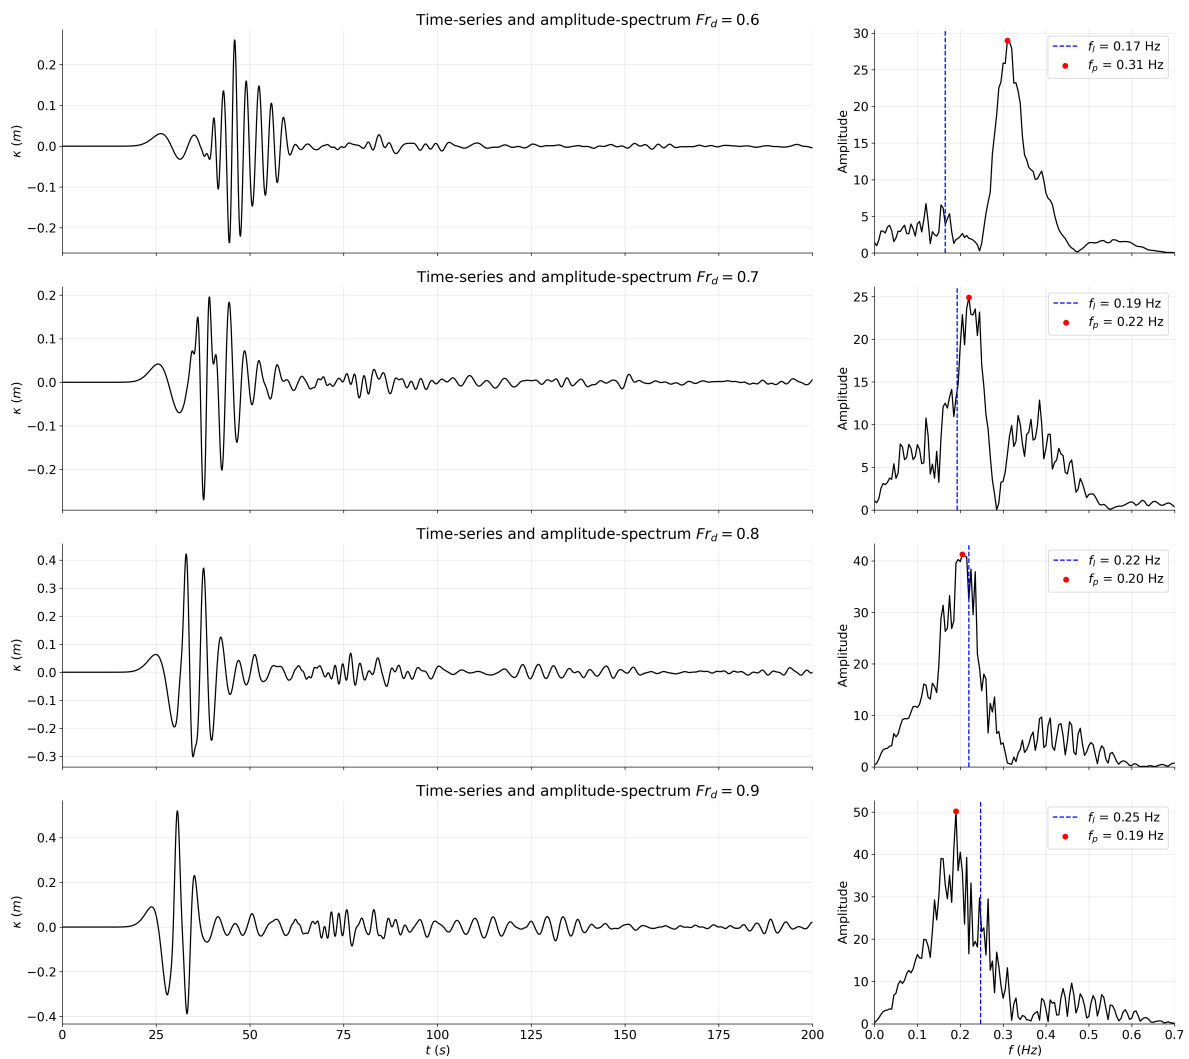 Time-series and amplitude-spectrum Fr_d = 0.6
κ (m)
0.2
0.1
0.0
−0.1
−0.2
Amplitude
30
25
20
15
10
5
0
f_l = 0.17 Hz
f_p = 0.31 Hz
Time-series and amplitude-spectrum Fr_d = 0.7
κ (m)
0.2
0.1
0.0
−0.1
−0.2
Amplitude
25
20
15
10
5
0
f_l = 0.19 Hz
f_p = 0.22 Hz
Time-series and amplitude-spectrum Fr_d = 0.8
κ (m)
0.4
0.3
0.2
0.1
0.0
−0.1
−0.2
−0.3
Amplitude
40
30
20
10
0
f_l = 0.22 Hz
f_p = 0.20 Hz
Time-series and amplitude-spectrum Fr_d = 0.9
κ (m)
0.4
0.2
0.0
−0.2
−0.4
0 25 50 75 100 125 150 175 200
t (s)
Amplitude
50
40
30
20
10
0
f_l = 0.25 Hz
f_p = 0.19 Hz
0.0 0.1 0.2 0.3 0.4 0.5 0.6 0.7
f (Hz)